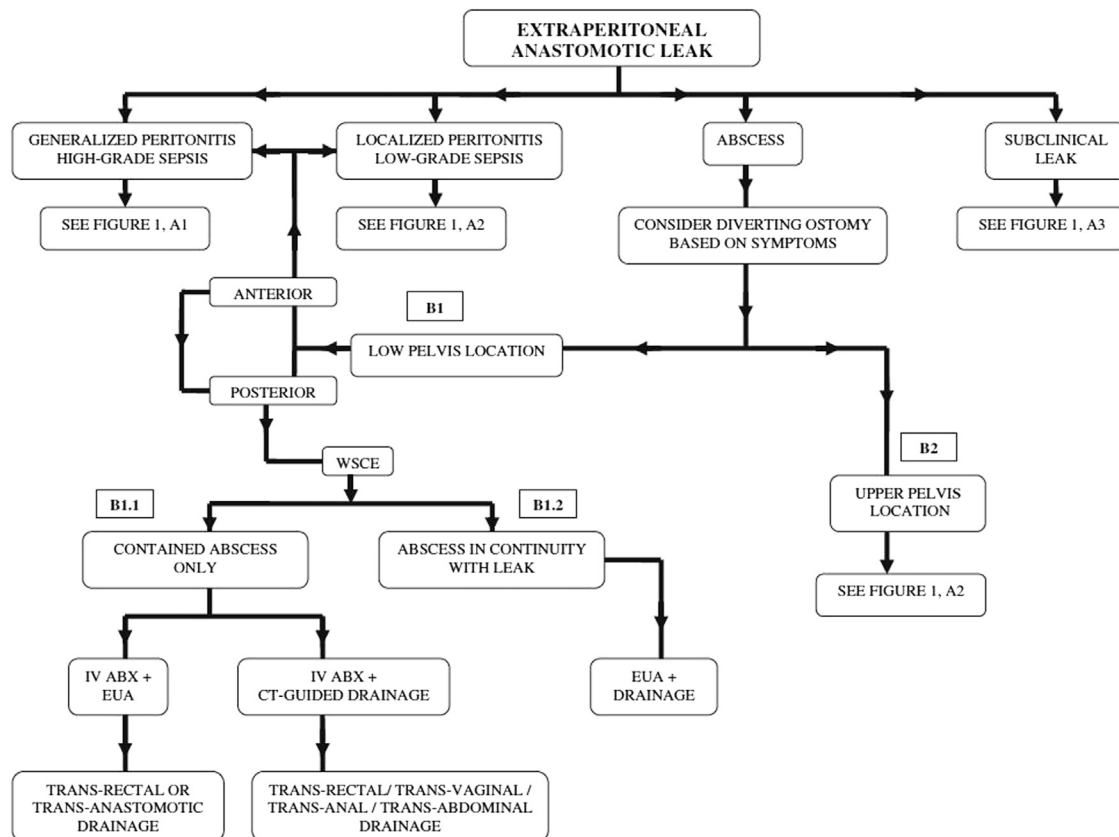 EXTRAPERITONEAL
ANASTOMOTIC LEAK
GENERALIZED PERITONITIS
HIGH-GRADE SEPSIS
LOCALIZED PERITONITIS
LOW-GRADE SEPSIS
ABSCESS
SUBCLINICAL
LEAK
SEE FIGURE 1, A1
SEE FIGURE 1, A2
CONSIDER DIVERTING OSTOMY
BASED ON SYMPTOMS
SEE FIGURE 1, A3
ANTERIOR
B1
LOW PELVIS LOCATION
POSTERIOR
B2
WSCE
UPPER PELVIS
LOCATION
B1.1
B1.2
CONTAINED ABSCESS
ONLY
ABSCESS IN CONTINUITY
WITH LEAK
SEE FIGURE 1, A2
IV ABX +
EUA
IV ABX +
CT-GUIDED DRAINAGE
EUA +
DRAINAGE
TRANS-RECTAL OR
TRANS-ANASTOMOTIC
DRAINAGE
TRANS-RECTAL/ TRANS-VAGINAL /
TRANS-ANAL / TRANS-ABDOMINAL
DRAINAGE